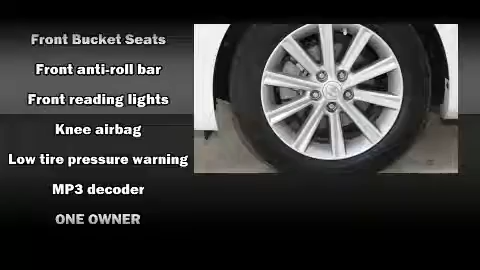 Front Bucket Seats
Front anti-roll bar
Front reading lights
Knee airbag
Low tire pressure warning
MP3 decoder
ONE OWNER